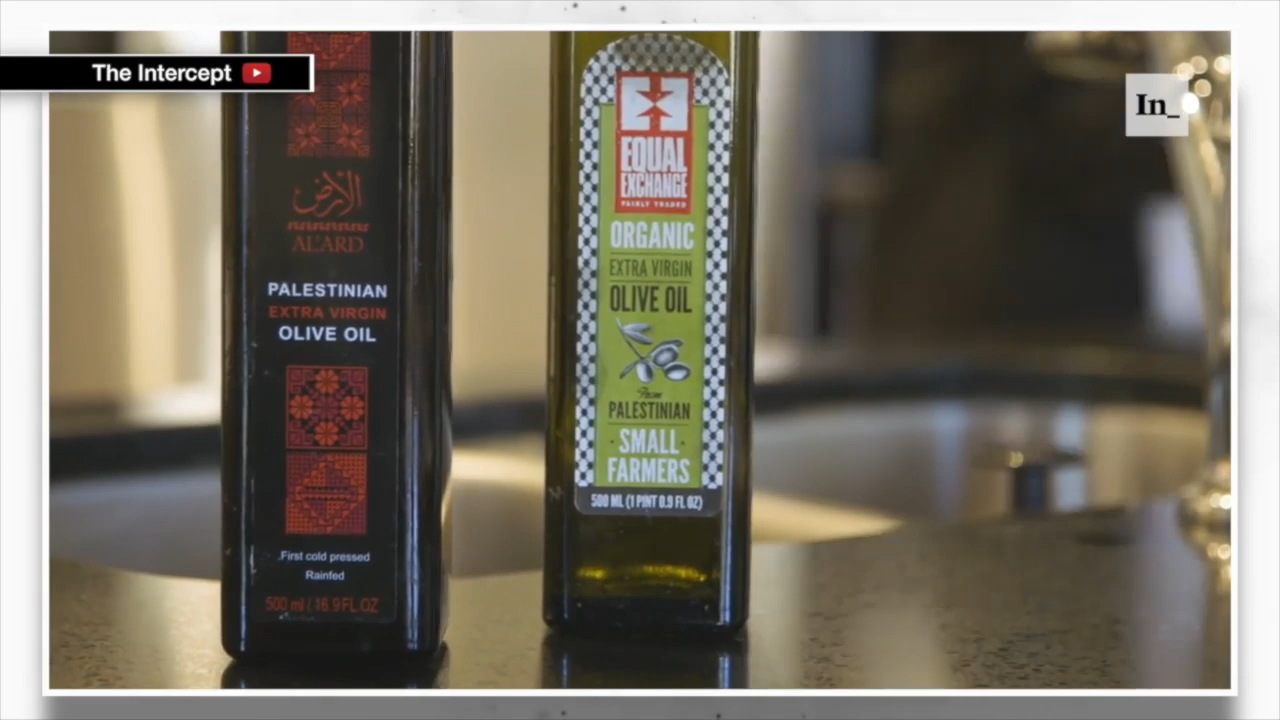 The Intercept
In_
الأرض
AL'ARD
PALESTINIAN
EXTRA VIRGIN
OLIVE OIL
First cold pressed
Rainfed
500 ml / 16.9 FL.OZ
EQUAL
EXCHANGE
FAIRLY TRADED
ORGANIC
EXTRA VIRGIN
OLIVE OIL
From
PALESTINIAN
· SMALL ·
FARMERS
500 ML (1 PINT 0.9 FL OZ)